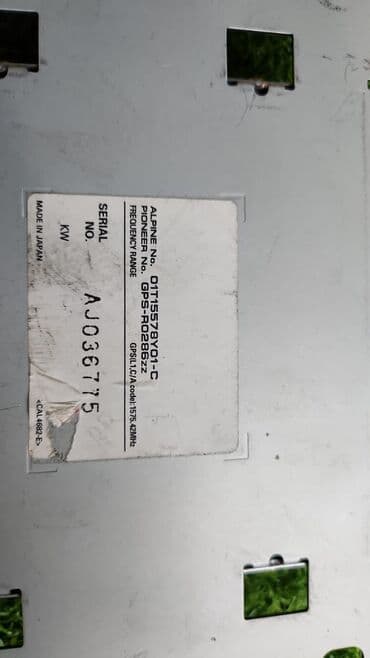 ALPINE No. 01T15578Y01-C
PIONEER No. GPS-R0286ZZ
FREQUENCY RANGE GPS(L1,C/A code):1575.42MHz
SERIAL NO. AJ036775
KW
MADE IN JAPAN <CAL4682-E>